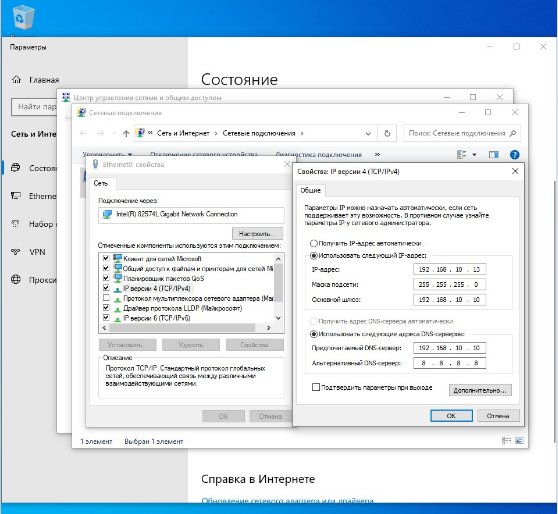 Параметры
Главная
Найти пар
Сеть и Инте
Состоян
Ethernet
Набор н
VPN
Прокси
Состояние
Центр управления сетями и общим доступом
Сетевые подключения
« Сеть и Интернет › Сетевые подключения ›
Поиск: Сетевые подключения
Упорядочить
Отключение сетевого устройства
Диагностика подключения
»
Ethernet0: свойства
Сеть
Подключение через:
Intel(R) 82574L Gigabit Network Connection
Настроить...
Отмеченные компоненты используются этим подключением:
Клиент для сетей Microsoft
Общий доступ к файлам и принтерам для сетей Mi
Планировщик пакетов QoS
IP версии 4 (TCP/IPv4)
Протокол мультиплексора сетевого адаптера (Май
Драйвер протокола LLDP (Майкрософт)
IP версии 6 (TCP/IPv6)
Установить...
Удалить
Свойства
Описание
Протокол TCP/IP. Стандартный протокол глобальных
сетей, обеспечивающий связь между различными
взаимодействующими сетями.
ОК
Отмена
Свойства: IP версии 4 (TCP/IPv4)
Общие
Параметры IP можно назначать автоматически, если сеть
поддерживает эту возможность. В противном случае узнайте
параметры IP у сетевого администратора.
Получить IP-адрес автоматически
Использовать следующий IP-адрес:
IP-адрес:
192 . 168 . 10 . 13
Маска подсети:
255 . 255 . 255 . 0
Основной шлюз:
192 . 168 . 10 . 10
Получить адрес DNS-сервера автоматически
Использовать следующие адреса DNS-серверов:
Предпочитаемый DNS-сервер:
192 . 168 . 10 . 10
Альтернативный DNS-сервер:
8 . 8 . 8 . 8
Подтвердить параметры при выходе
Дополнительно...
ОК
Отмена
1 элемент
Выбран 1 элемент
Справка в Интернете
Обновление сетевого адаптера или драйвера